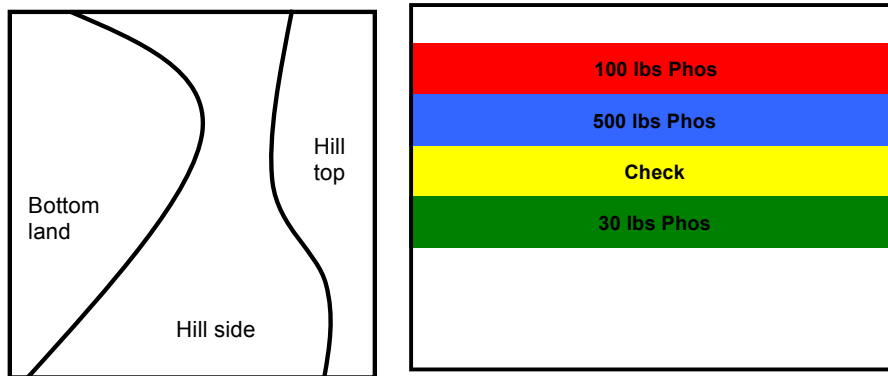 Hill
top
Bottom
land
Hill side
100 lbs Phos
500 lbs Phos
Check
30 lbs Phos